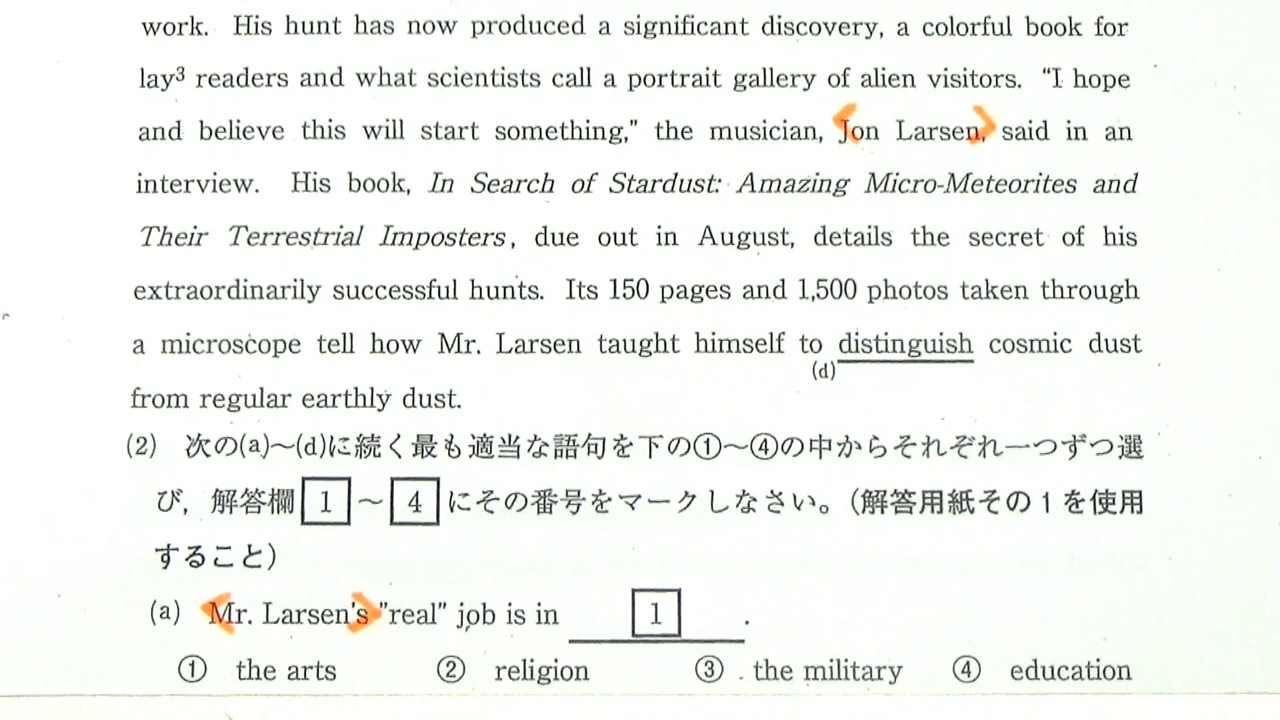 work. His hunt has now produced a significant discovery, a colorful book for
lay³ readers and what scientists call a portrait gallery of alien visitors. “I hope
and believe this will start something,” the musician, Jon Larsen, said in an
interview. His book, In Search of Stardust: Amazing Micro-Meteorites and
Their Terrestrial Imposters, due out in August, details the secret of his
extraordinarily successful hunts. Its 150 pages and 1,500 photos taken through
a microscope tell how Mr. Larsen taught himself to distinguish cosmic dust
(d)
from regular earthly dust.
(2) 次の(a)～(d)に続く最も適当な語句を下の①～④の中からそれぞれ一つずつ選
び，解答欄 1 ～ 4 にその番号をマークしなさい。（解答用紙その1を使用
すること）
(a) Mr. Larsen's "real" job is in 1 .
① the arts ② religion ③ the military ④ education